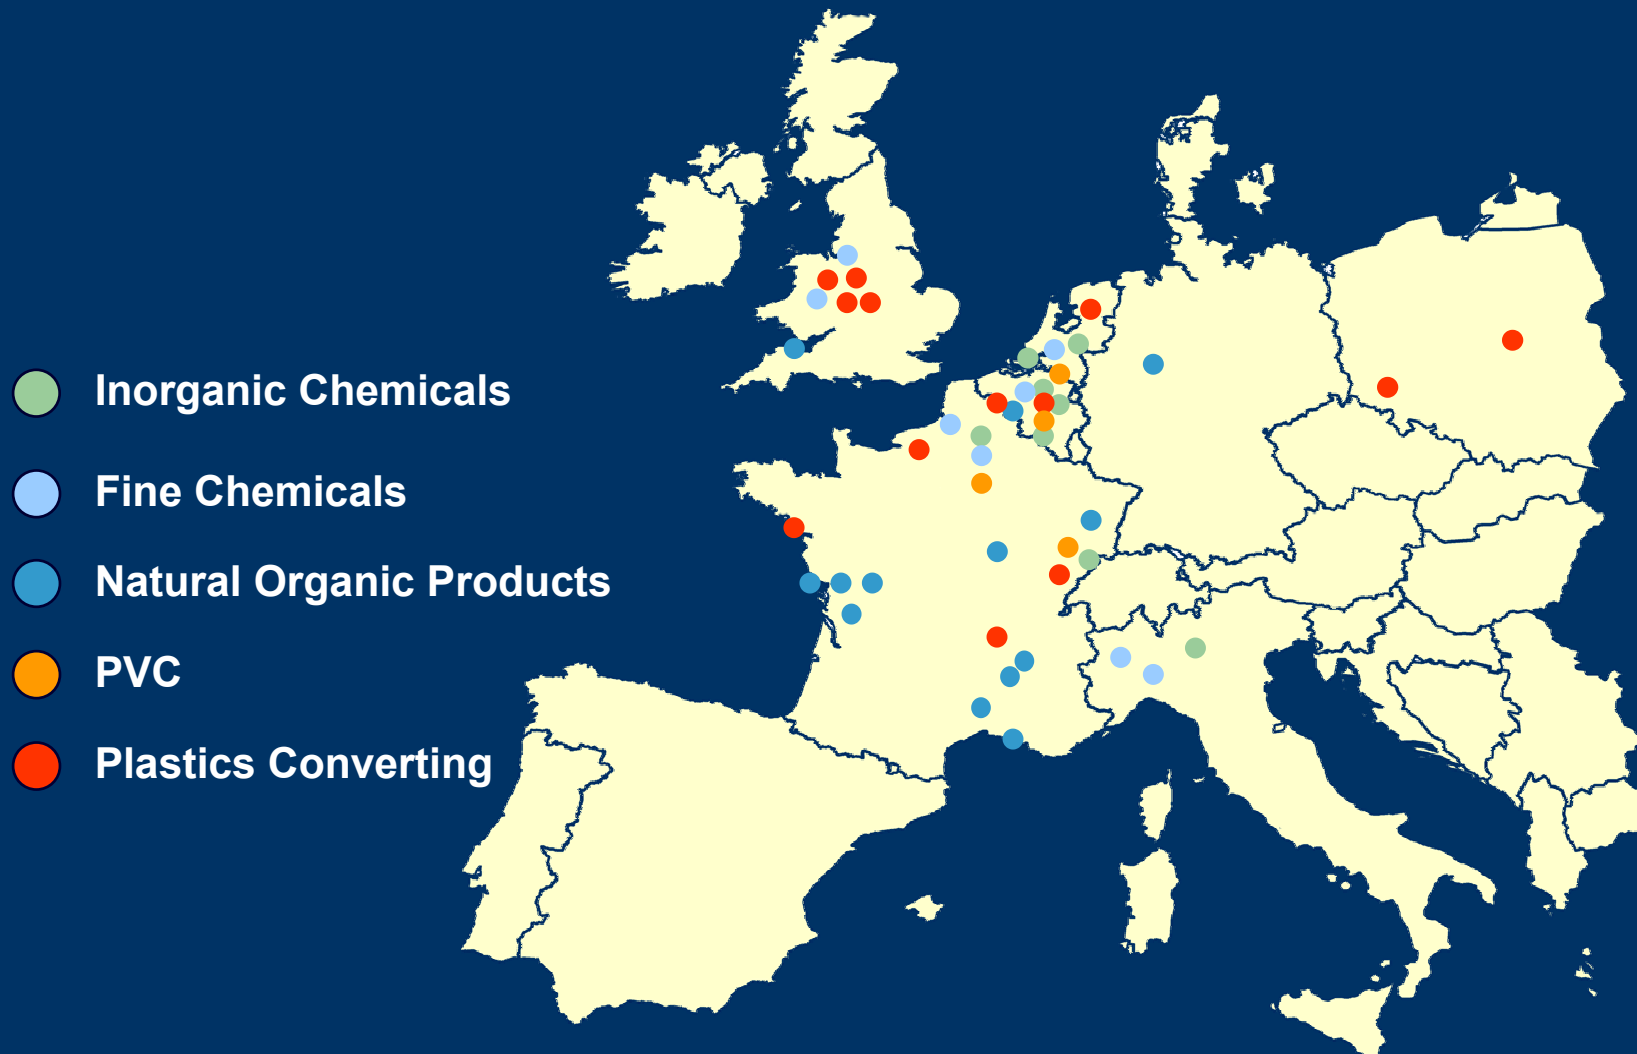 Inorganic Chemicals
Fine Chemicals
Natural Organic Products
PVC
Plastics Converting